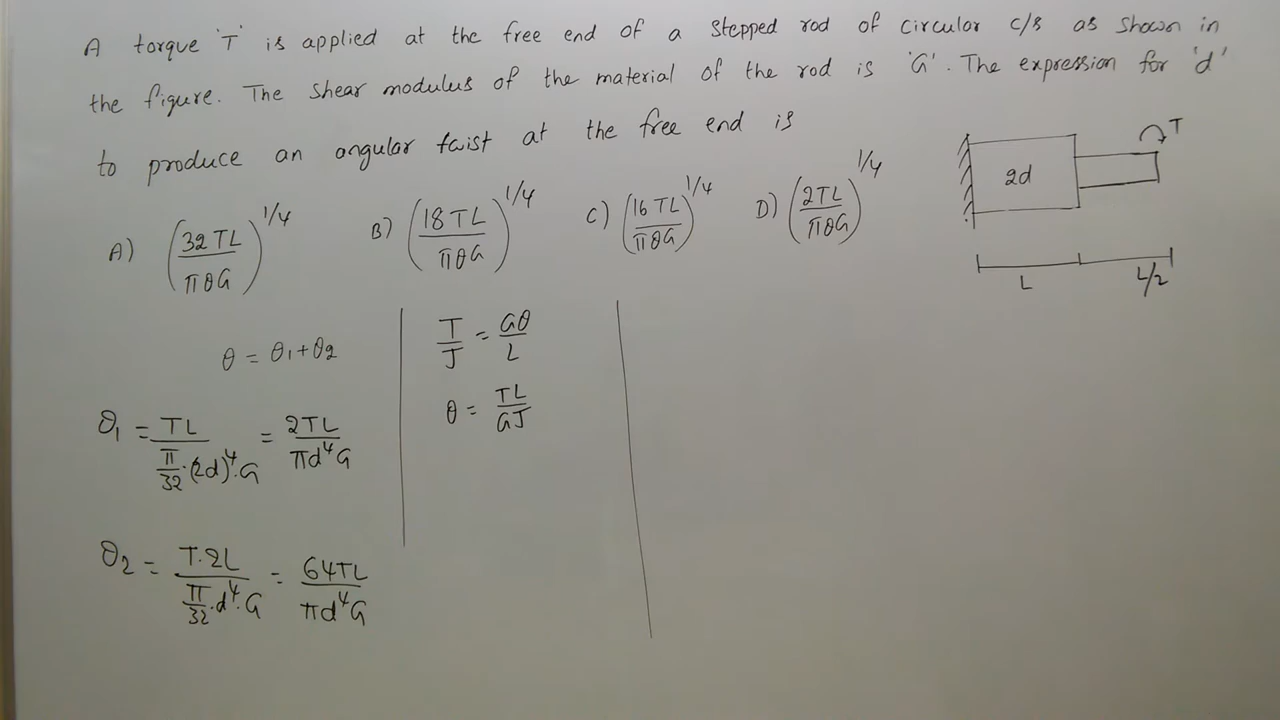 A torque 'T' is applied at the free end of a stepped rod of circular c/s as shown in
the figure. The shear modulus of the material of the rod is 'G'. The expression for 'd'
to produce an angular twist at the free end is
A) (32TL/πθG)^1/4 B) (18TL/πθG)^1/4 C) (16TL/πθG)^1/4 D) (2TL/πθG)^1/4
T
2d
L L/2
θ = θ1+θ2
T/J = Gθ/L
θ = TL/GJ
θ1 = TL/(π/32·(2d)^4·G) = 2TL/πd^4G
θ2 = T.2L/(π/32·d^4·G) = 64TL/πd^4G